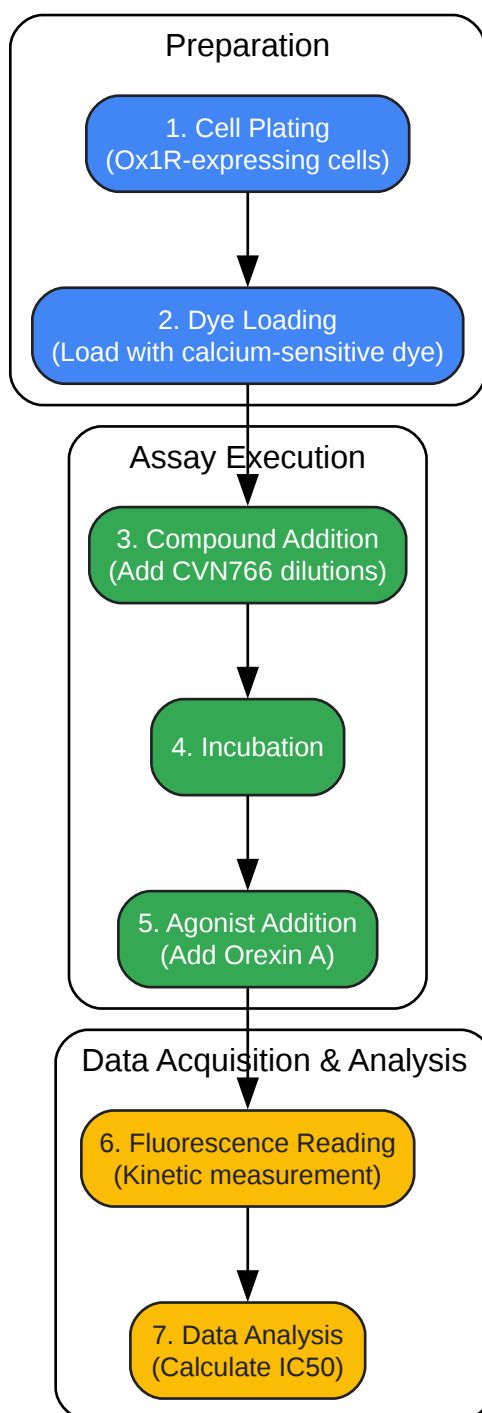 Preparation
1. Cell Plating
(Ox1R-expressing cells)
2. Dye Loading
(Load with calcium-sensitive dye)
Assay Execution
3. Compound Addition
(Add CVN766 dilutions)
4. Incubation
5. Agonist Addition
(Add Orexin A)
Data Acquisition & Analysis
6. Fluorescence Reading
(Kinetic measurement)
7. Data Analysis
(Calculate IC50)